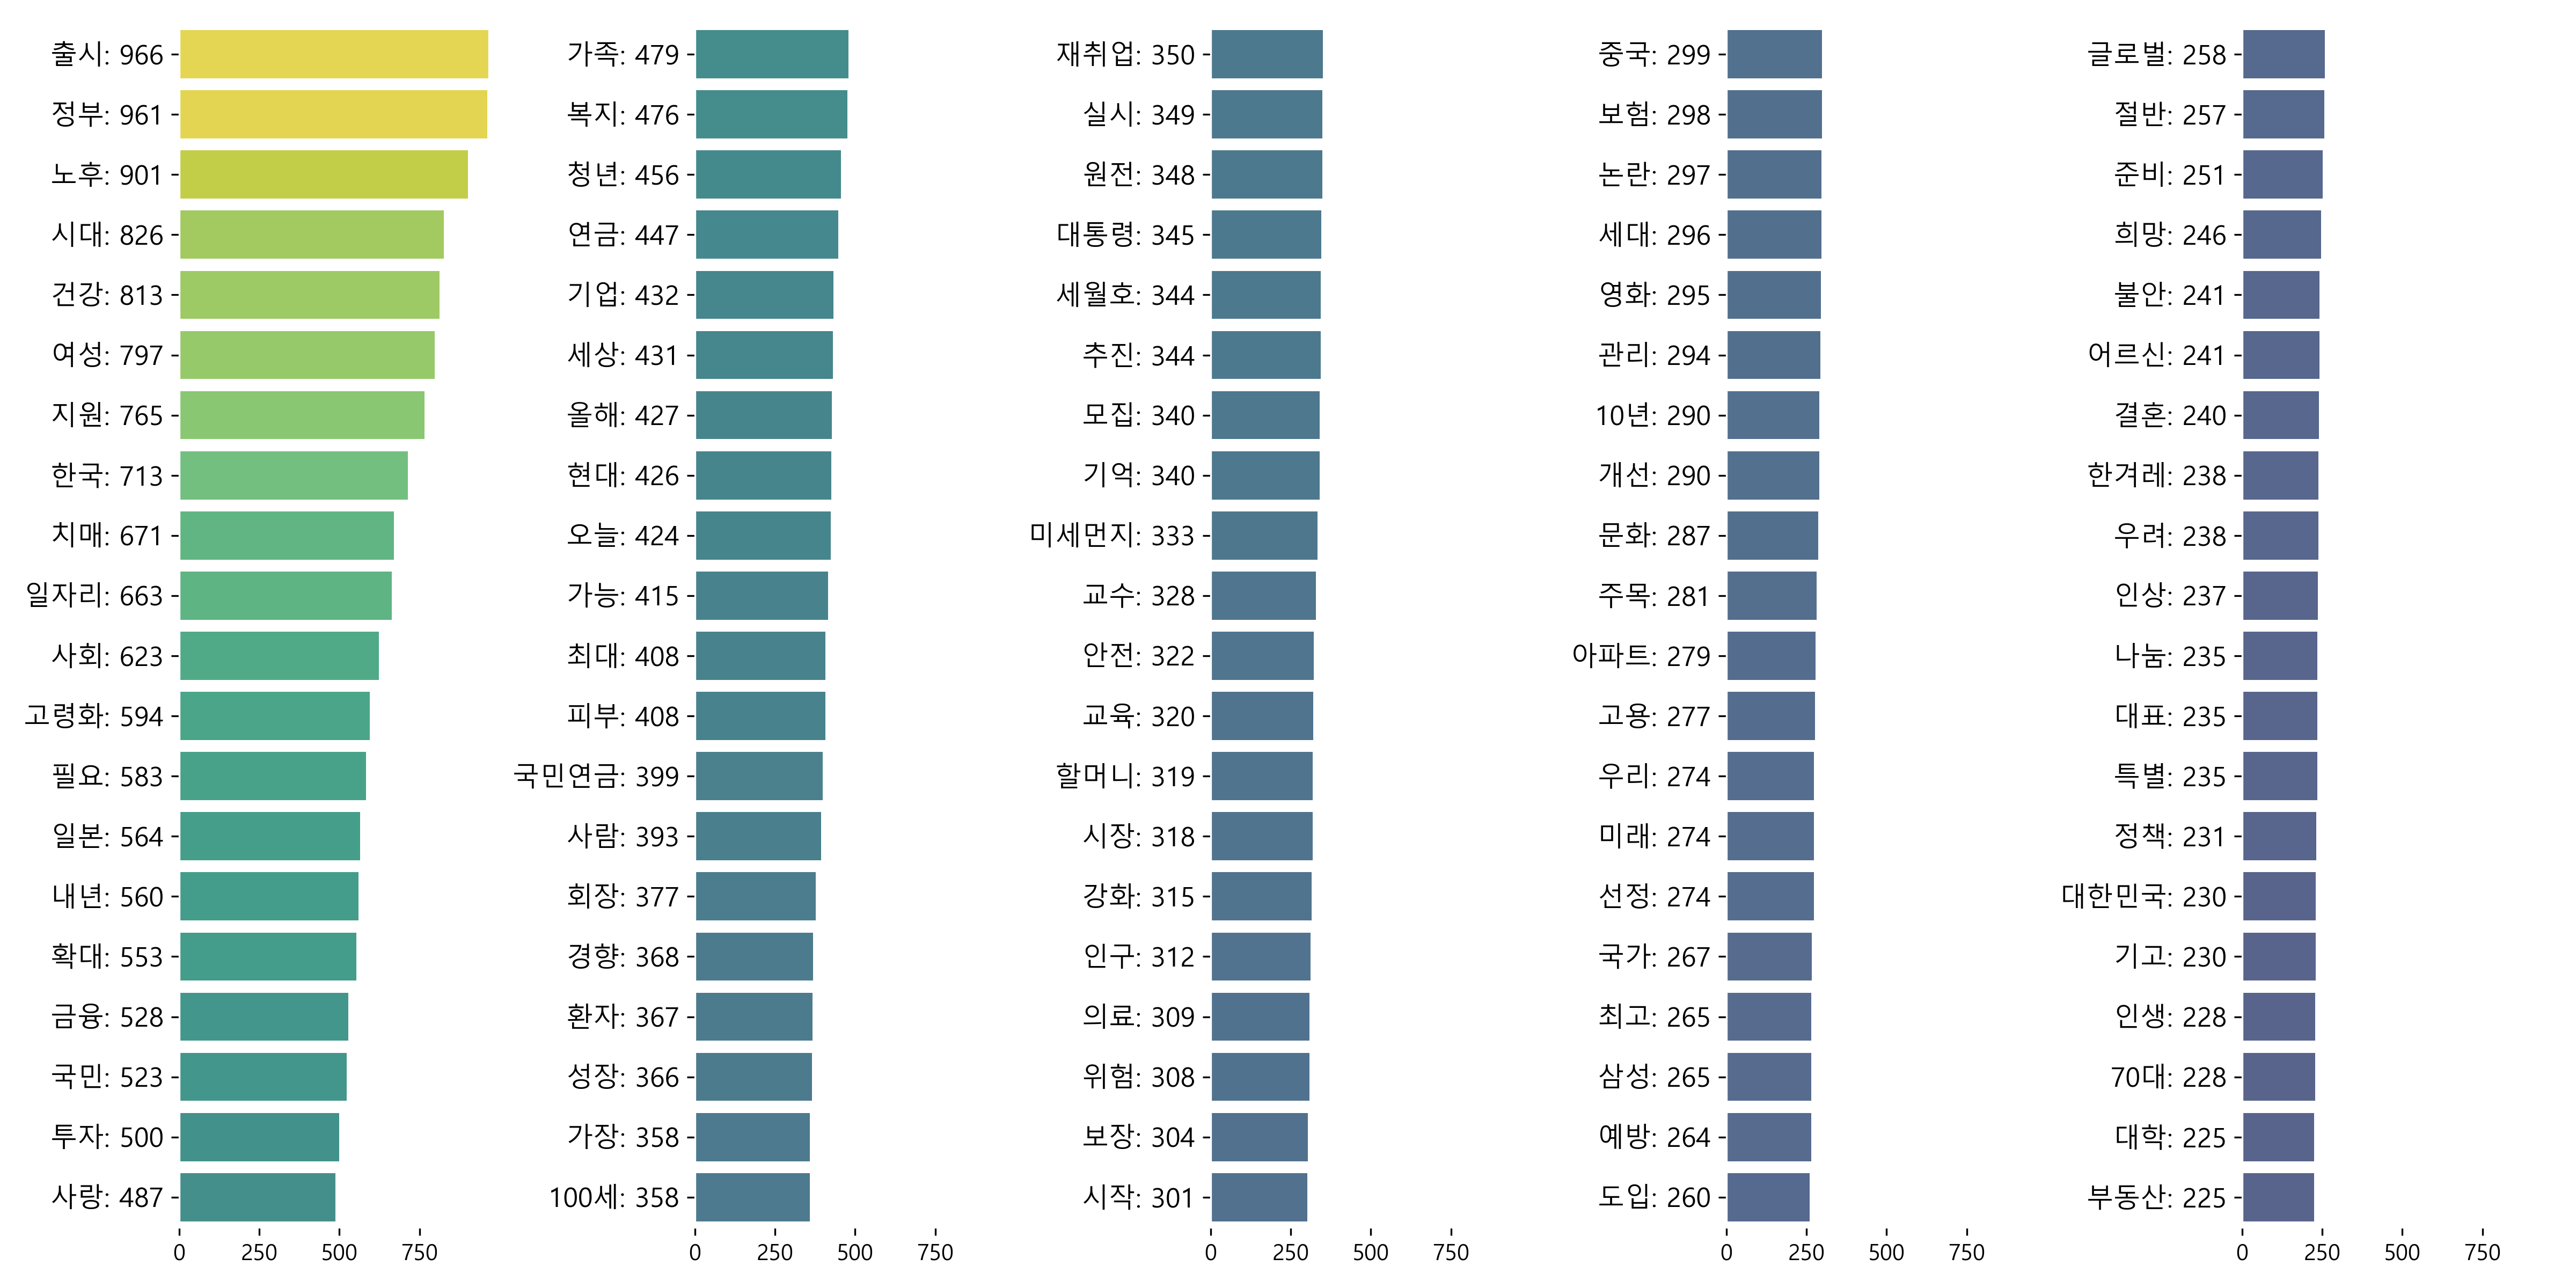 출시: 966
정부: 961
노후: 901
시대: 826
건강: 813
여성: 797
지원: 765
한국: 713
치매: 671
일자리: 663
사회: 623
고령화: 594
필요: 583
일본: 564
내년: 560
확대: 553
금융: 528
국민: 523
투자: 500
사랑: 487
0 250 500 750
가족: 479
복지: 476
청년: 456
연금: 447
기업: 432
세상: 431
올해: 427
현대: 426
오늘: 424
가능: 415
최대: 408
피부: 408
국민연금: 399
사람: 393
회장: 377
경향: 368
환자: 367
성장: 366
가장: 358
100세: 358
0 250 500 750
재취업: 350
실시: 349
원전: 348
대통령: 345
세월호: 344
추진: 344
모집: 340
기억: 340
미세먼지: 333
교수: 328
안전: 322
교육: 320
할머니: 319
시장: 318
강화: 315
인구: 312
의료: 309
위험: 308
보장: 304
시작: 301
0 250 500 750
중국: 299
보험: 298
논란: 297
세대: 296
영화: 295
관리: 294
10년: 290
개선: 290
문화: 287
주목: 281
아파트: 279
고용: 277
우리: 274
미래: 274
선정: 274
국가: 267
최고: 265
삼성: 265
예방: 264
도입: 260
0 250 500 750
글로벌: 258
절반: 257
준비: 251
희망: 246
불안: 241
어르신: 241
결혼: 240
한겨레: 238
우려: 238
인상: 237
나눔: 235
대표: 235
특별: 235
정책: 231
대한민국: 230
기고: 230
인생: 228
70대: 228
대학: 225
부동산: 225
0 250 500 750